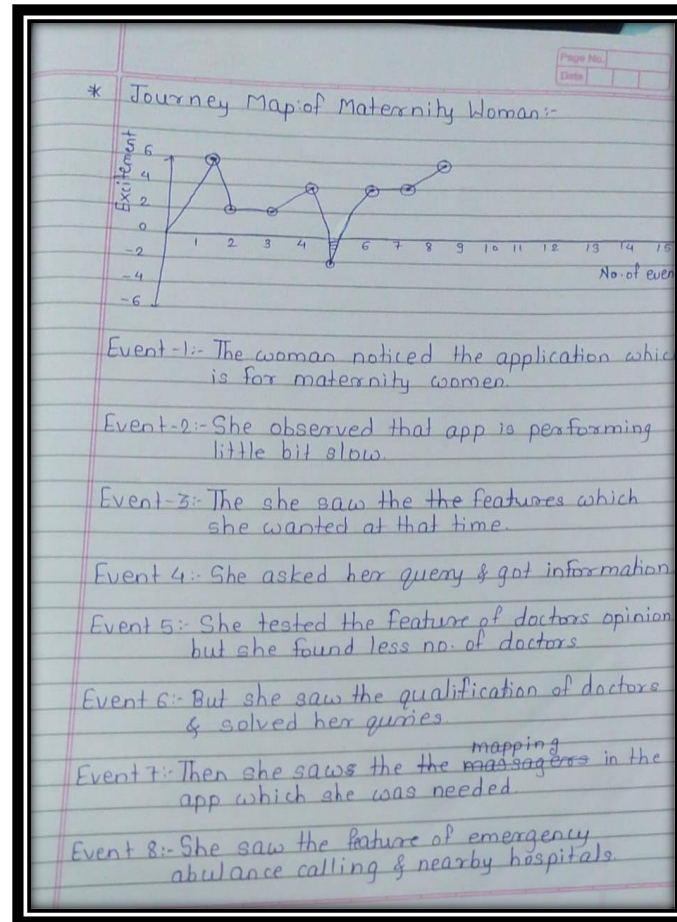 Page No.
Date
* Journey Map:of Maternity Woman:-
Excitement
6
4
2
0
-2
-4
-6
1 2 3 4 6 7 8 9 10 11 12 13 14 15
No. of even
Event-1:- The woman noticed the application whic
is for maternity women.
Event-2:- She observed that app is performing
little bit slow.
Event-3:- The she saw the the features which
she wanted at that time.
Event 4:- She asked her query & got information
Event 5:- She tested the feature of doctors opinion
but she found less no. of doctors
Event 6:- But she saw the qualification of doctors
& solved her quries.
mapping
Event 7:- Then she saws the the massagers in the
app which she was needed.
Event 8:- She saw the feature of emergency
abulance calling & nearby hospitals.